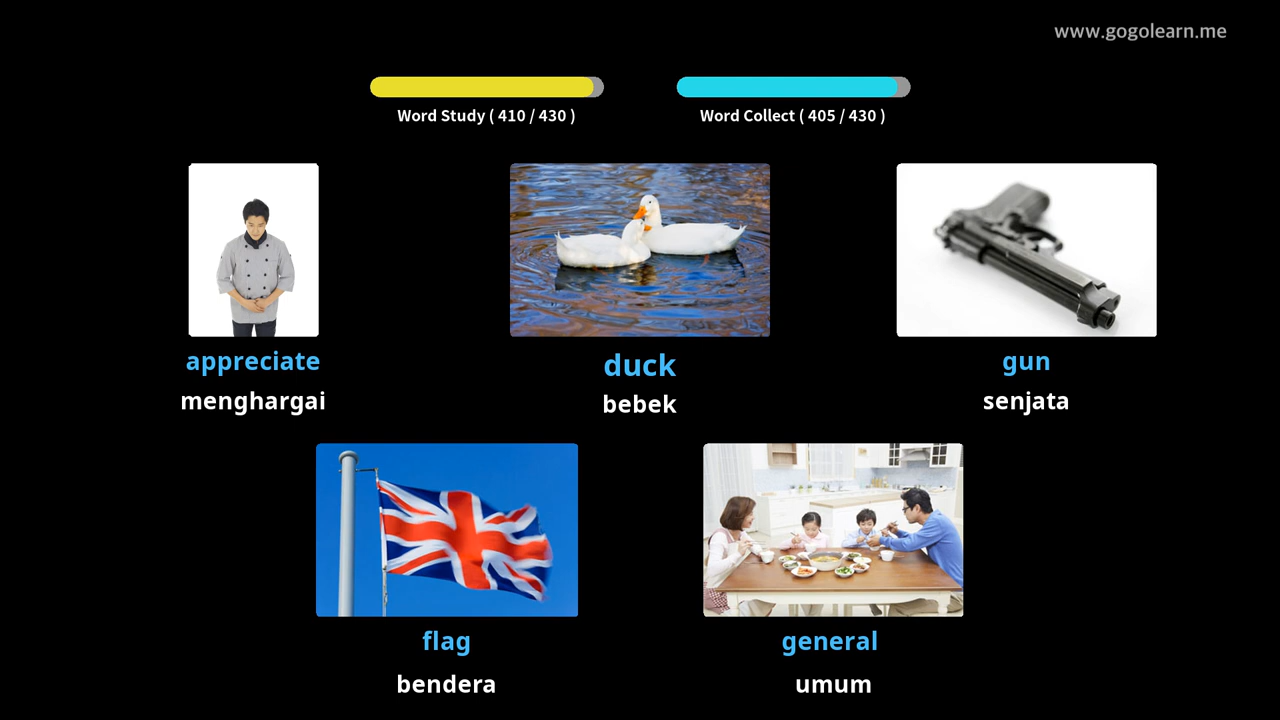 www.gogolearn.me
Word Study ( 410 / 430 )
Word Collect ( 405 / 430 )
appreciate
menghargai
duck
bebek
gun
senjata
flag
bendera
general
umum